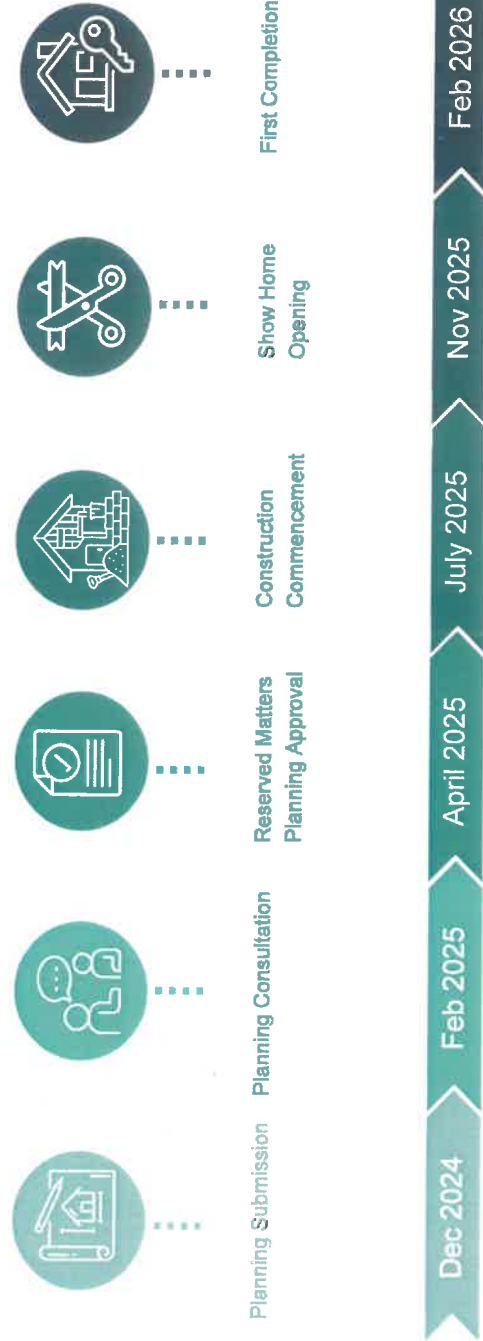 Planning Submission
Planning Consultation
Reserved Matters
Planning Approval
Construction
Commencement
Show Home
Opening
First Completion
Dec 2024
Feb 2025
April 2025
July 2025
Nov 2025
Feb 2026